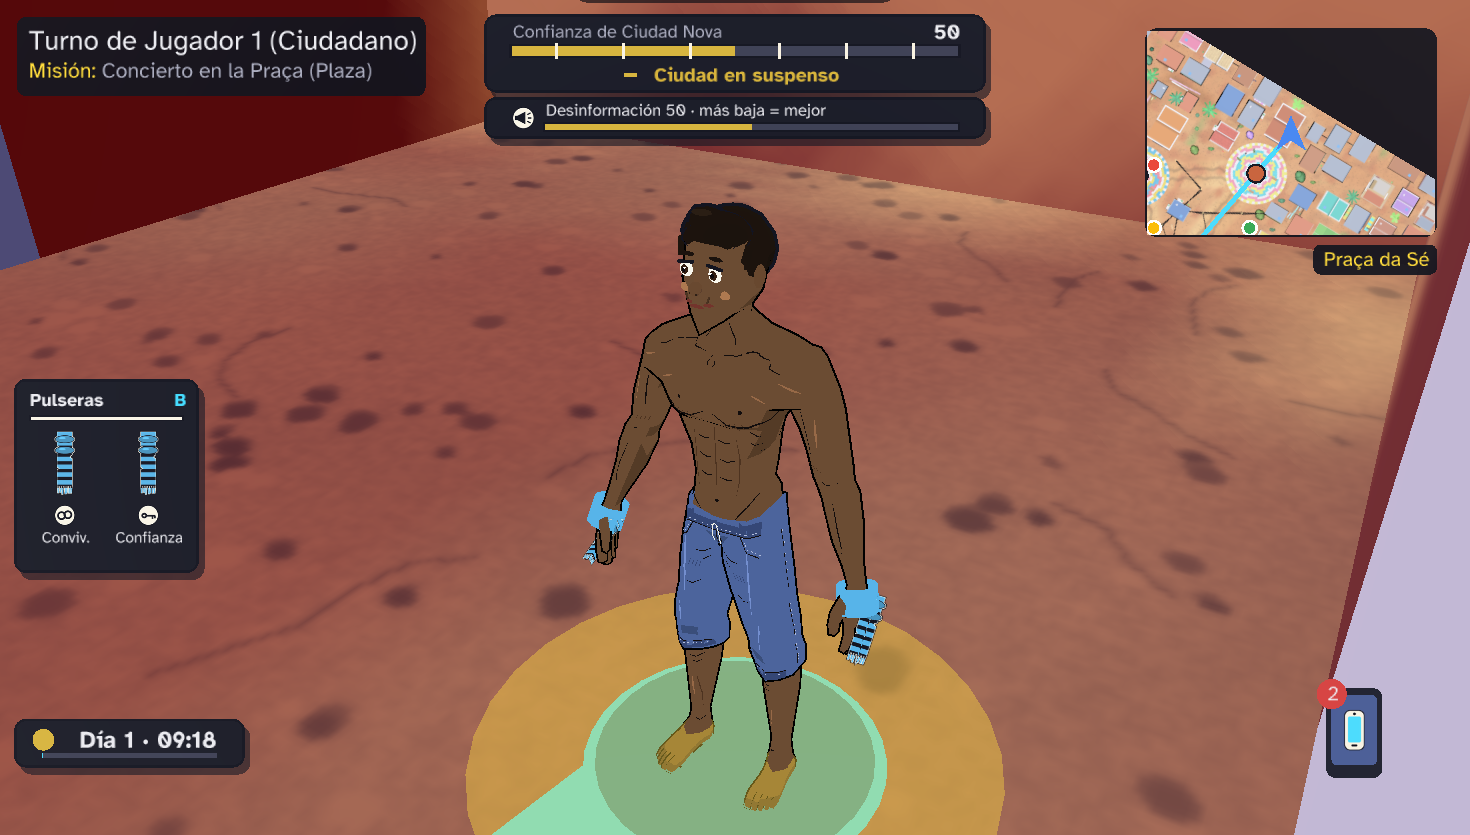 Turno de Jugador 1 (Ciudadano)
Misión: Concierto en la Praça (Plaza)
Confianza de Ciudad Nova 50
Ciudad en suspenso
Desinformación 50 · más baja = mejor
Praça da Sé
Pulseras B
Conviv. Confianza
Día 1 · 09:18
2